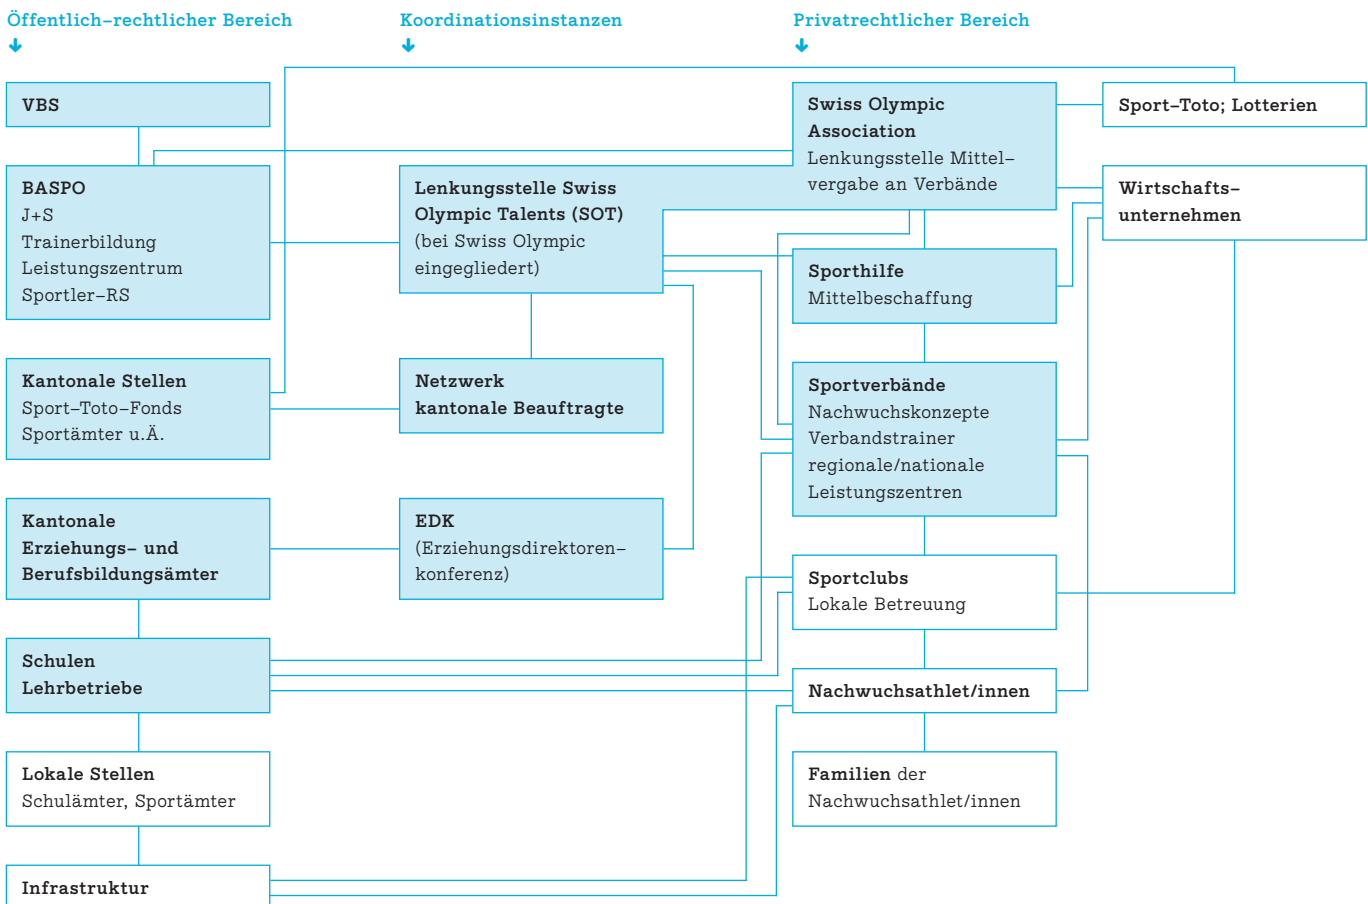 Öffentlich–rechtlicher Bereich
Koordinationsinstanzen
Privatrechtlicher Bereich
VBS
BASPO
J+S
Trainerbildung
Leistungszentrum
Sportler–RS
Kantonale Stellen
Sport–Toto–Fonds
Sportämter u.Ä.
Kantonale
Erziehungs– und
Berufsbildungsämter
Schulen
Lehrbetriebe
Lokale Stellen
Schulämter, Sportämter
Infrastruktur
Lenkungsstelle Swiss
Olympic Talents (SOT)
(bei Swiss Olympic
eingegliedert)
Netzwerk
kantonale Beauftragte
EDK
(Erziehungsdirektoren–
konferenz)
Swiss Olympic
Association
Lenkungsstelle Mittel–
vergabe an Verbände
Sporthilfe
Mittelbeschaffung
Sportverbände
Nachwuchskonzepte
Verbandstrainer
regionale/nationale
Leistungszentren
Sportclubs
Lokale Betreuung
Nachwuchsathlet/innen
Familien der
Nachwuchsathlet/innen
Sport–Toto; Lotterien
Wirtschafts–
unternehmen